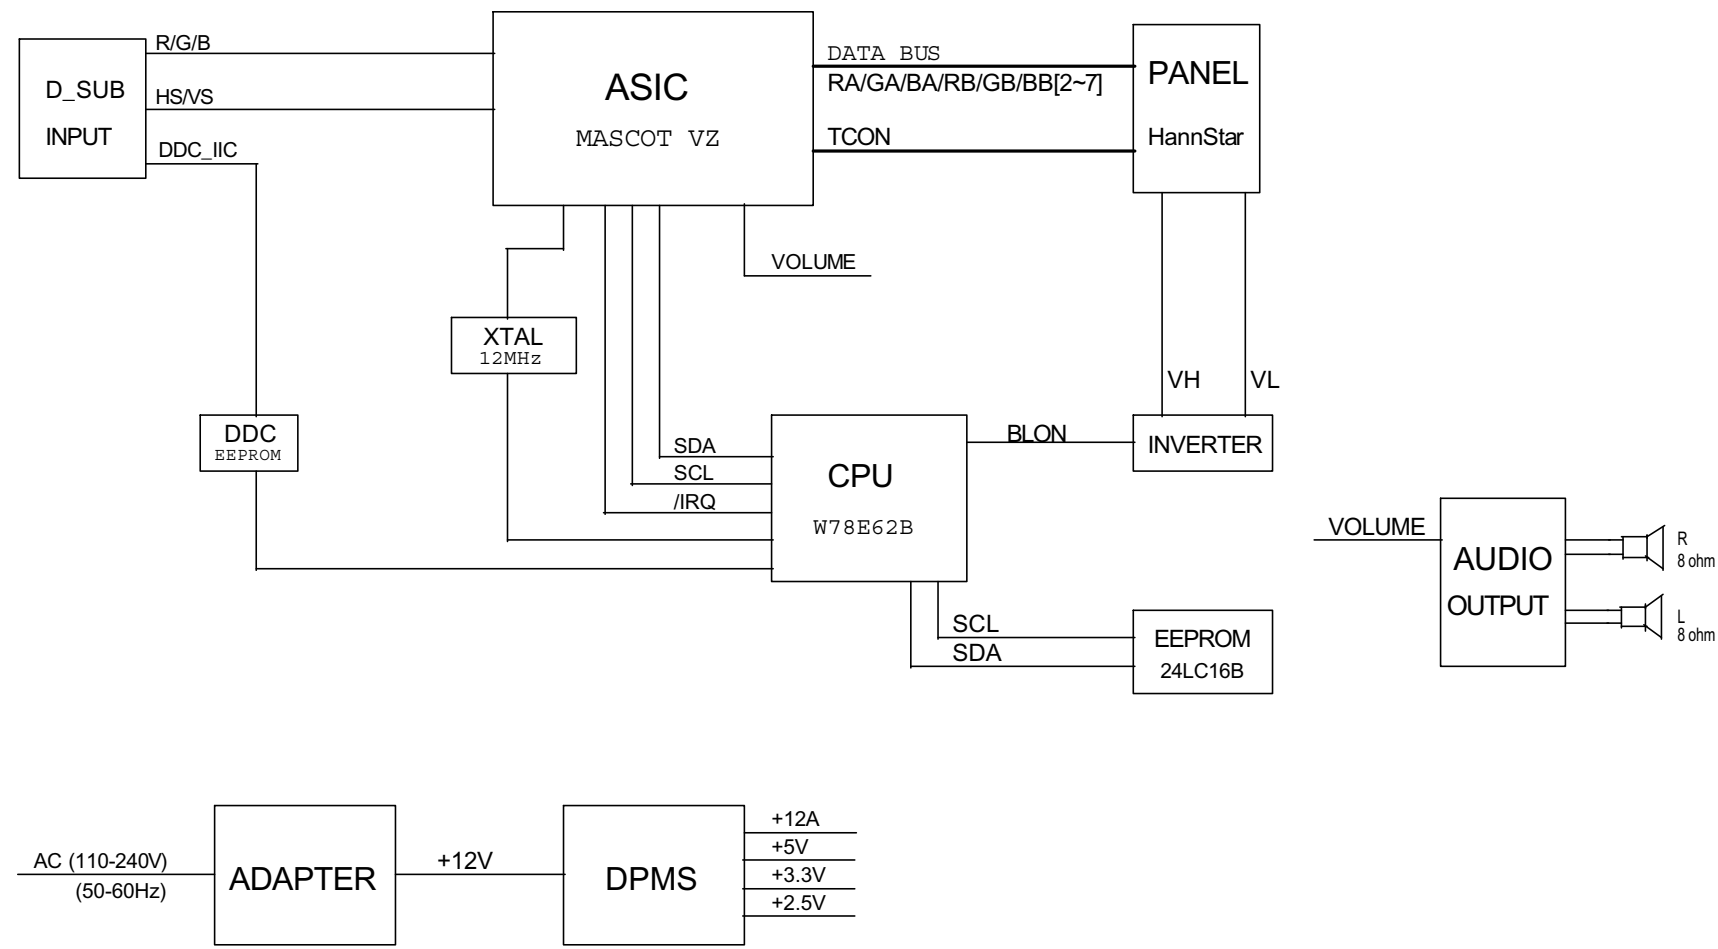 R/G/B
D_SUB
INPUT
HS/VS
DDC_IIC
ASIC
MASCOT VZ
DATA BUS
RA/GA/BA/RB/GB/BB[2~7]
TCON
PANEL
HannStar
VOLUME
XTAL
12MHz
VH
VL
DDC
EEPROM
SDA
SCL
/IRQ
CPU
W78E62B
BLON
INVERTER
VOLUME
AUDIO
OUTPUT
R
8 ohm
L
8 ohm
SCL
SDA
EEPROM
24LC16B
AC (110-240V)
(50-60Hz)
ADAPTER
+12V
DPMS
+12A
+5V
+3.3V
+2.5V